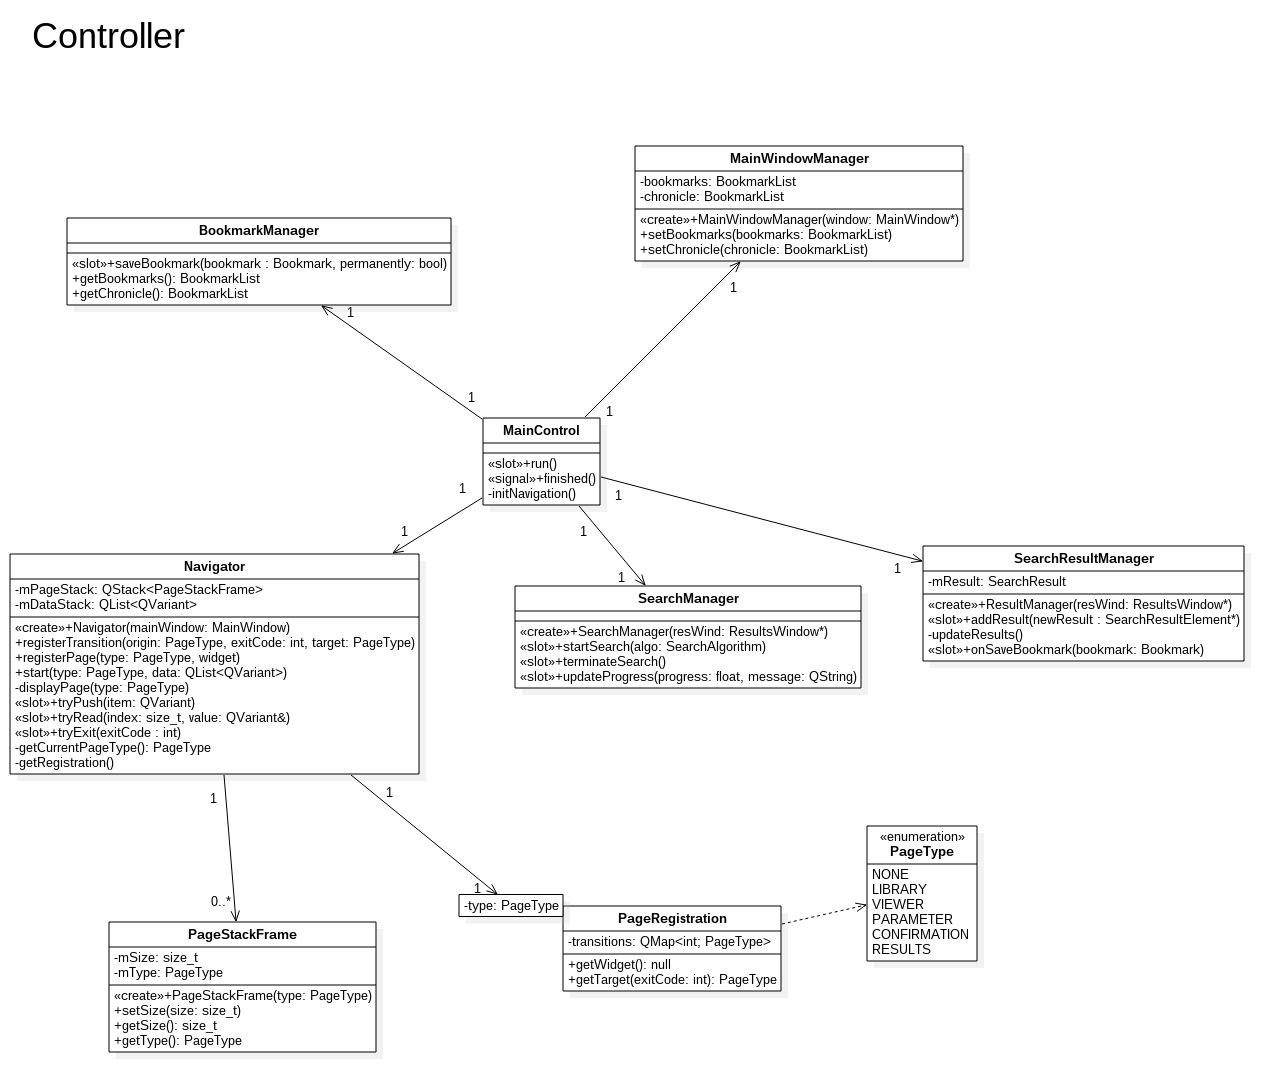 Controller
MainWindowManager
-bookmarks: BookmarkList
-chronicle: BookmarkList
«create»+MainWindowManager(window: MainWindow*)
+setBookmarks(bookmarks: BookmarkList)
+setChronicle(chronicle: BookmarkList)
BookmarkManager
«slot»+saveBookmark(bookmark : Bookmark, permanently: bool)
+getBookmarks(): BookmarkList
+getChronicle(): BookmarkList
1
1
1
1
MainControl
«slot»+run()
«signal»+finished()
-initNavigation()
1
1
1
1
1
1
Navigator
-mPageStack: QStack<PageStackFrame>
-mDataStack: QList<QVariant>
«create»+Navigator(mainWindow: MainWindow)
+registerTransition(origin: PageType, exitCode: int, target: PageType)
+registerPage(type: PageType, widget)
+start(type: PageType, data: QList<QVariant>)
-displayPage(type: PageType)
«slot»+tryPush(item: QVariant)
«slot»+tryRead(index: size_t, value: QVariant&)
«slot»+tryExit(exitCode : int)
-getCurrentPageType(): PageType
-getRegistration()
SearchManager
«create»+SearchManager(resWind: ResultsWindow*)
«slot»+startSearch(algo: SearchAlgorithm)
«slot»+terminateSearch()
«slot»+updateProgress(progress: float, message: QString)
SearchResultManager
-mResult: SearchResult
«create»+ResultManager(resWind: ResultsWindow*)
«slot»+addResult(newResult : SearchResultElement*)
-updateResults()
«slot»+onSaveBookmark(bookmark: Bookmark)
1
1
0..*
1
PageStackFrame
-mSize: size_t
-mType: PageType
«create»+PageStackFrame(type: PageType)
+setSize(size: size_t)
+getSize(): size_t
+getType(): PageType
-type: PageType
PageRegistration
-transitions: QMap<int; PageType>
+getWidget(): null
+getTarget(exitCode: int): PageType
«enumeration»
PageType
NONE
LIBRARY
VIEWER
PARAMETER
CONFIRMATION
RESULTS